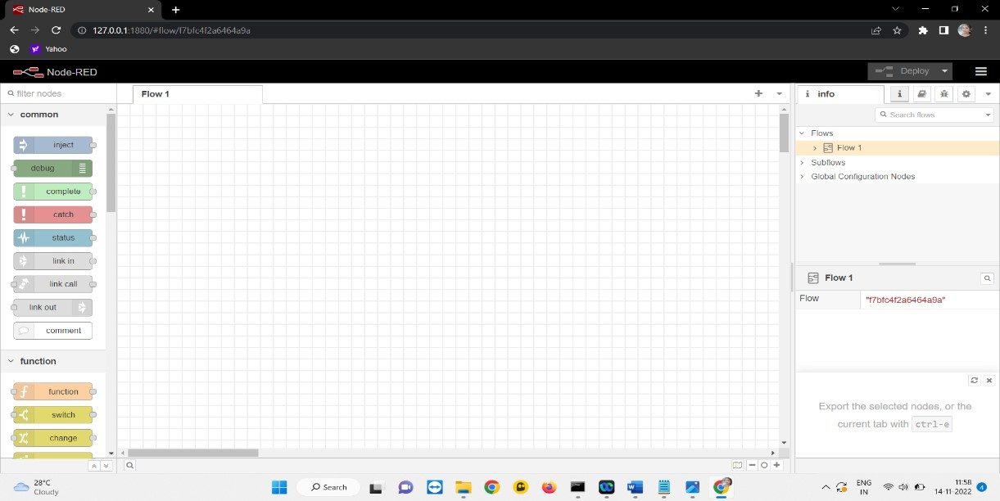 Node-RED
127.0.0.1:1880/#flow/f7bfc4f2a6464a9a
Yahoo
Node-RED
Deploy
filter nodes
Flow 1
i info
i
Search flows
common
inject
debug
complete
catch
status
link in
link call
link out
comment
function
function
switch
change
Flows
Flow 1
Subflows
Global Configuration Nodes
Flow 1
Flow "f7bfc4f2a6464a9a"
Export the selected nodes, or the
current tab with ctrl-e
28°C
Cloudy
Search
ENG
IN
11:58
14-11-2022
4